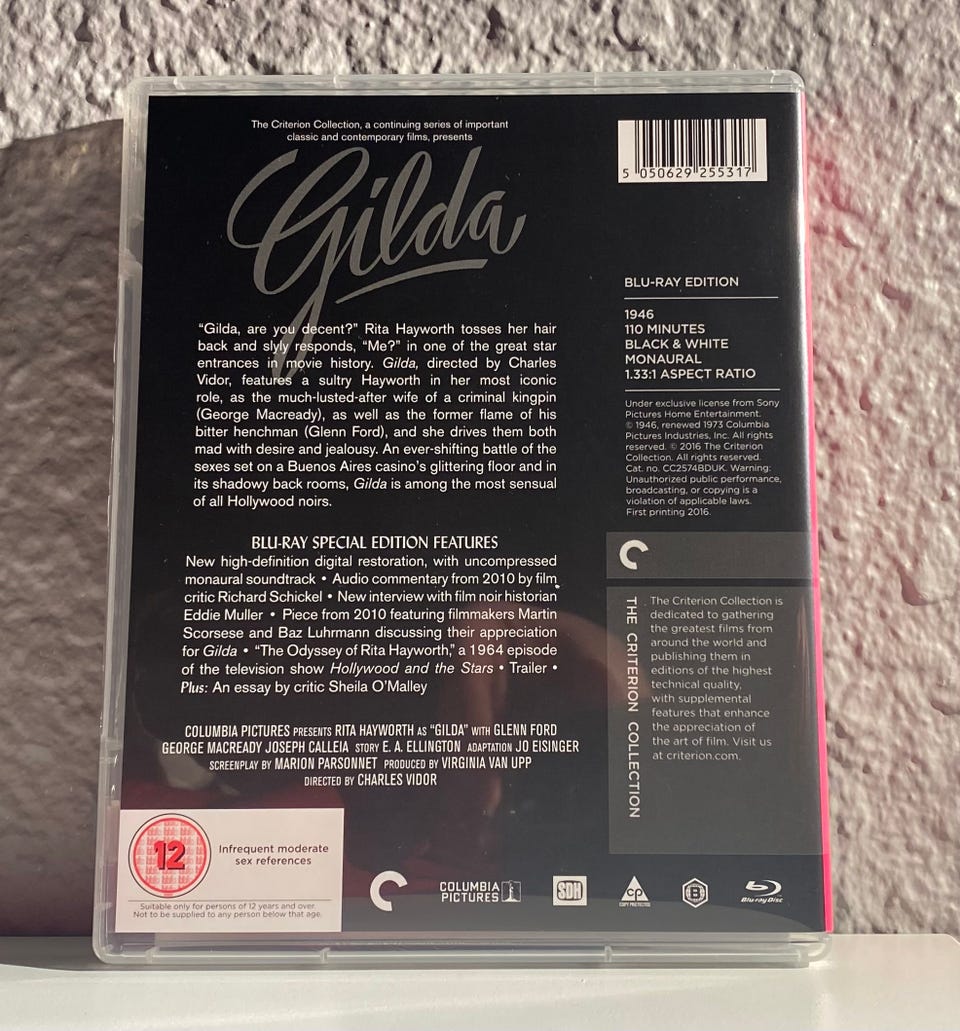 The Criterion Collection, a continuing series of important
classic and contemporary films, presents
Gilda
"Gilda, are you decent?" Rita Hayworth tosses her hair
back and slyly responds, "Me?" in one of the great star
entrances in movie history. Gilda, directed by Charles
Vidor, features a sultry Hayworth in her most iconic
role, as the much-lusted-after wife of a criminal kingpin
(George Macready), as well as the former flame of his
bitter henchman (Glenn Ford), and she drives them both
mad with desire and jealousy. An ever-shifting battle of the
sexes set on a Buenos Aires casino's glittering floor and in
its shadowy back rooms, Gilda is among the most sensual
of all Hollywood noirs.
BLU-RAY SPECIAL EDITION FEATURES
New high-definition digital restoration, with uncompressed
monaural soundtrack • Audio commentary from 2010 by film
critic Richard Schickel • New interview with film noir historian
Eddie Muller • Piece from 2010 featuring filmmakers Martin
Scorsese and Baz Luhrmann discussing their appreciation
for Gilda • "The Odyssey of Rita Hayworth," a 1964 episode
of the television show Hollywood and the Stars • Trailer •
Plus: An essay by critic Sheila O'Malley
COLUMBIA PICTURES PRESENTS RITA HAYWORTH AS "GILDA" WITH GLENN FORD
GEORGE MACREADY JOSEPH CALLEIA STORY E. A. ELLINGTON ADAPTATION JO EISINGER
SCREENPLAY BY MARION PARSONNET PRODUCED BY VIRGINIA VAN UPP
DIRECTED BY CHARLES VIDOR
5 050629 255317
BLU-RAY EDITION
1946
110 MINUTES
BLACK & WHITE
MONAURAL
1.33:1 ASPECT RATIO
Under exclusive license from Sony
Pictures Home Entertainment.
© 1946, renewed 1973 Columbia
Pictures Industries, Inc. All rights
reserved. © 2016 The Criterion
Collection. All rights reserved.
Cat. no. CC2574BDUK. Warning:
Unauthorized public performance,
broadcasting, or copying is a
violation of applicable laws.
First printing 2016.
THE CRITERION COLLECTION
The Criterion Collection is
dedicated to gathering
the greatest films from
around the world and
publishing them in
editions of the highest
technical quality,
with supplemental
features that enhance
the appreciation of
the art of film. Visit us
at criterion.com.
12
Infrequent moderate
sex references
Suitable only for persons of 12 years and over.
Not to be supplied to any person below that age.
COLUMBIA
PICTURES
SDH
CP
COPY PROTECTED
B
Blu-ray Disc